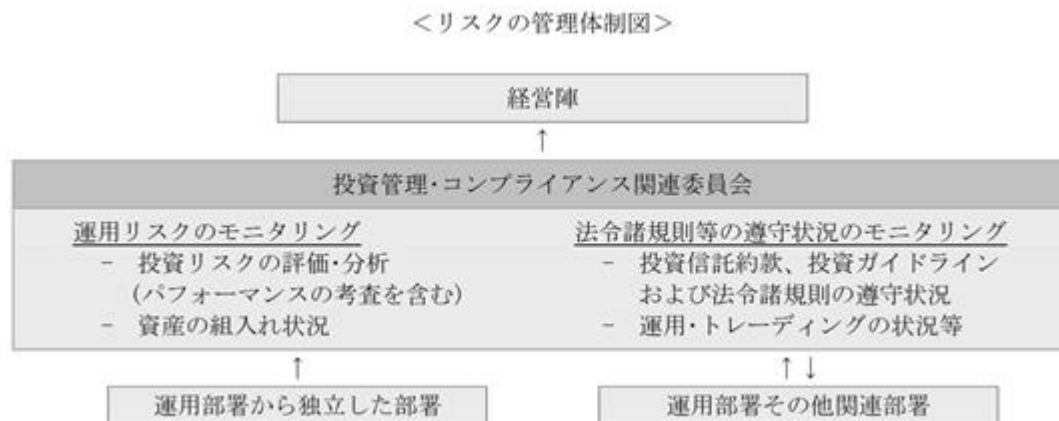 ＜リスクの管理体制図＞
経営陣
↑
投資管理･コンプライアンス関連委員会
運用リスクのモニタリング
－ 投資リスクの評価･分析
(パフォーマンスの考査を含む)
－ 資産の組入れ状況
法令諸規則等の遵守状況のモニタリング
－ 投資信託約款、投資ガイドライン
および法令諸規則の遵守状況
－ 運用･トレーディングの状況等
↑
↑↓
運用部署から独立した部署
運用部署その他関連部署